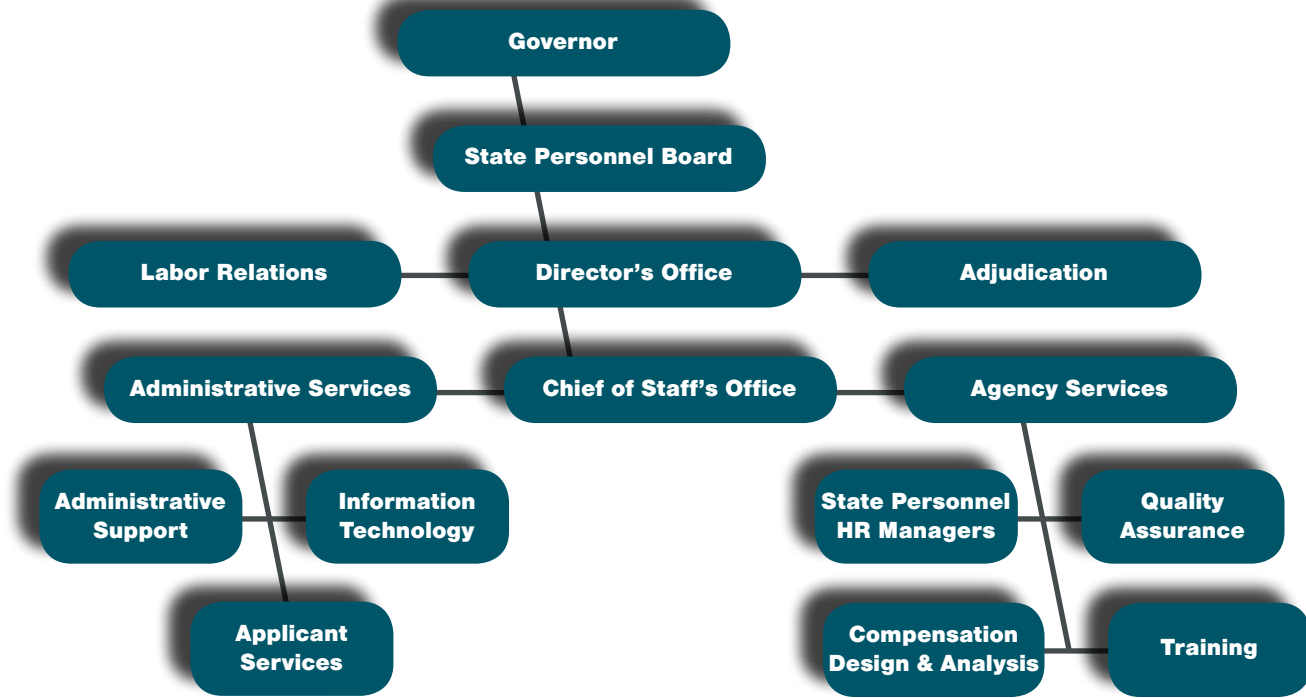 Governor
State Personnel Board
Labor Relations
Director’s Office
Adjudication
Administrative Services
Chief of Staff’s Office
Agency Services
Administrative
Support
Information
Technology
State Personnel
HR Managers
Quality
Assurance
Applicant
Services
Compensation
Design & Analysis
Training